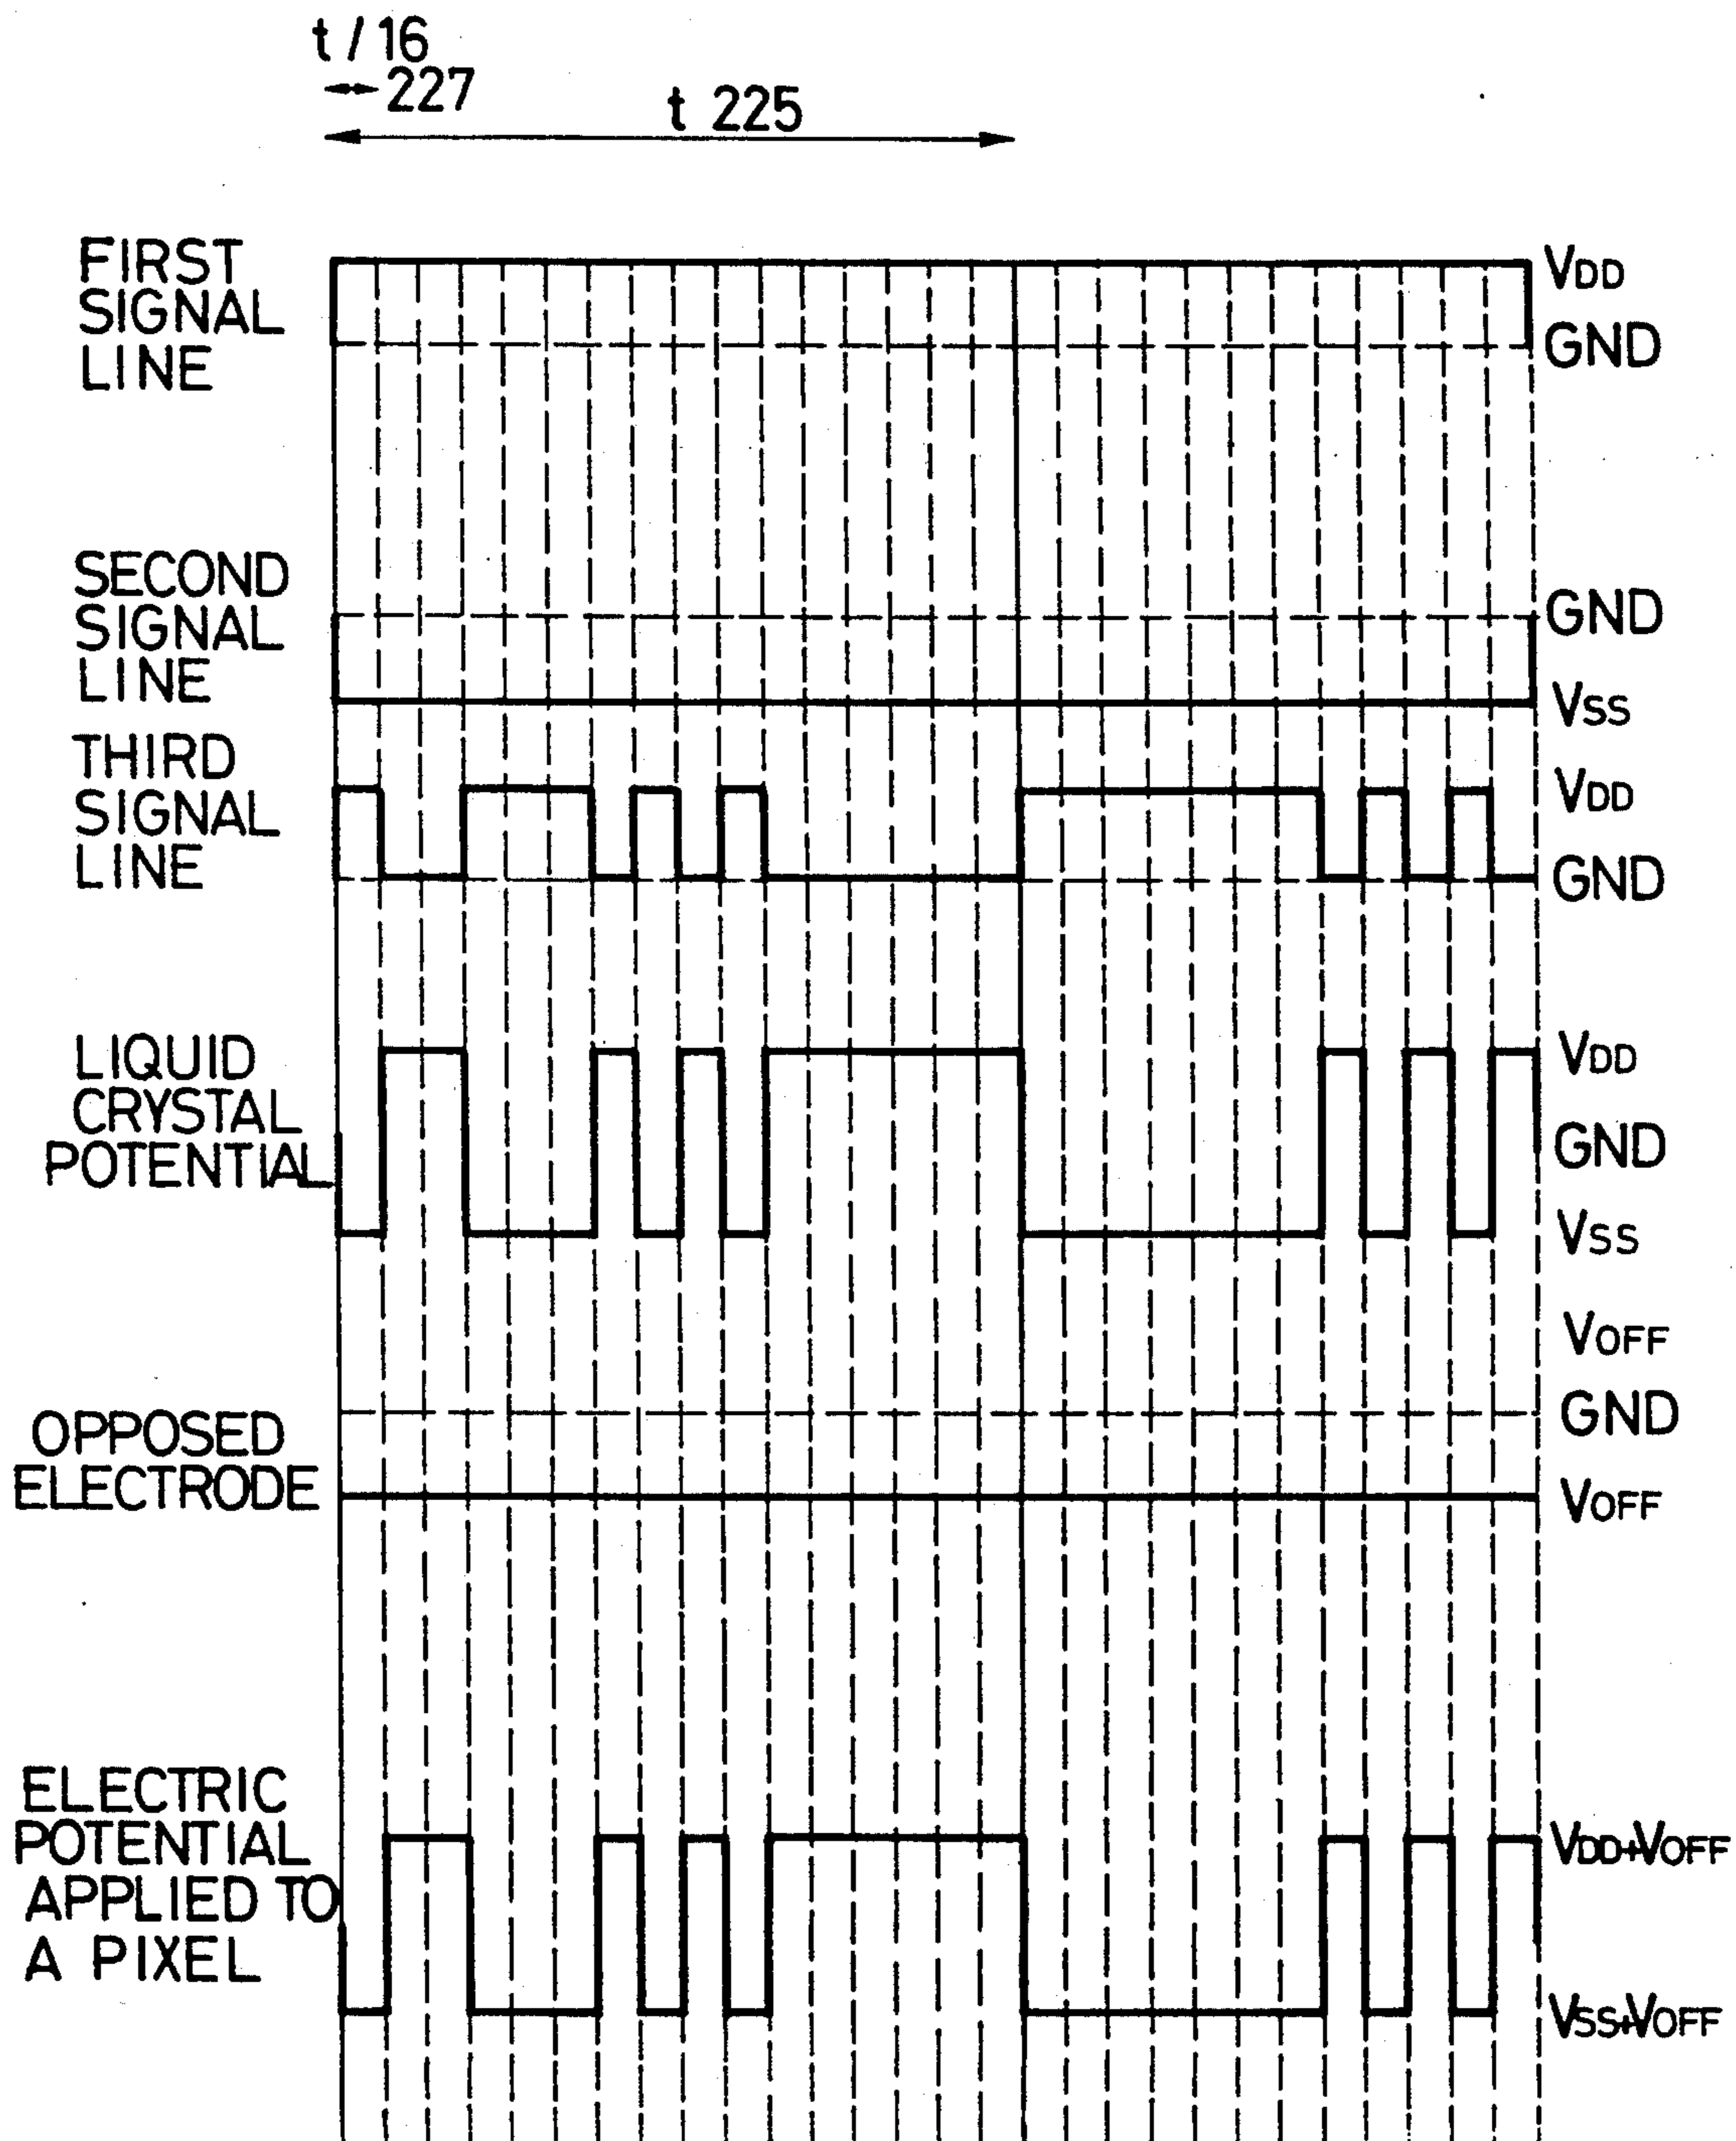 t/16
227
t 225
FIRST
SIGNAL
LINE
VDD
GND
SECOND
SIGNAL
LINE
GND
VSS
THIRD
SIGNAL
LINE
VDD
GND
LIQUID
CRYSTAL
POTENTIAL
VDD
GND
VSS
VOFF
OPPOSED
ELECTRODE
GND
VOFF
ELECTRIC
POTENTIAL
APPLIED TO
A PIXEL
VDD+VOFF
VSS+VOFF